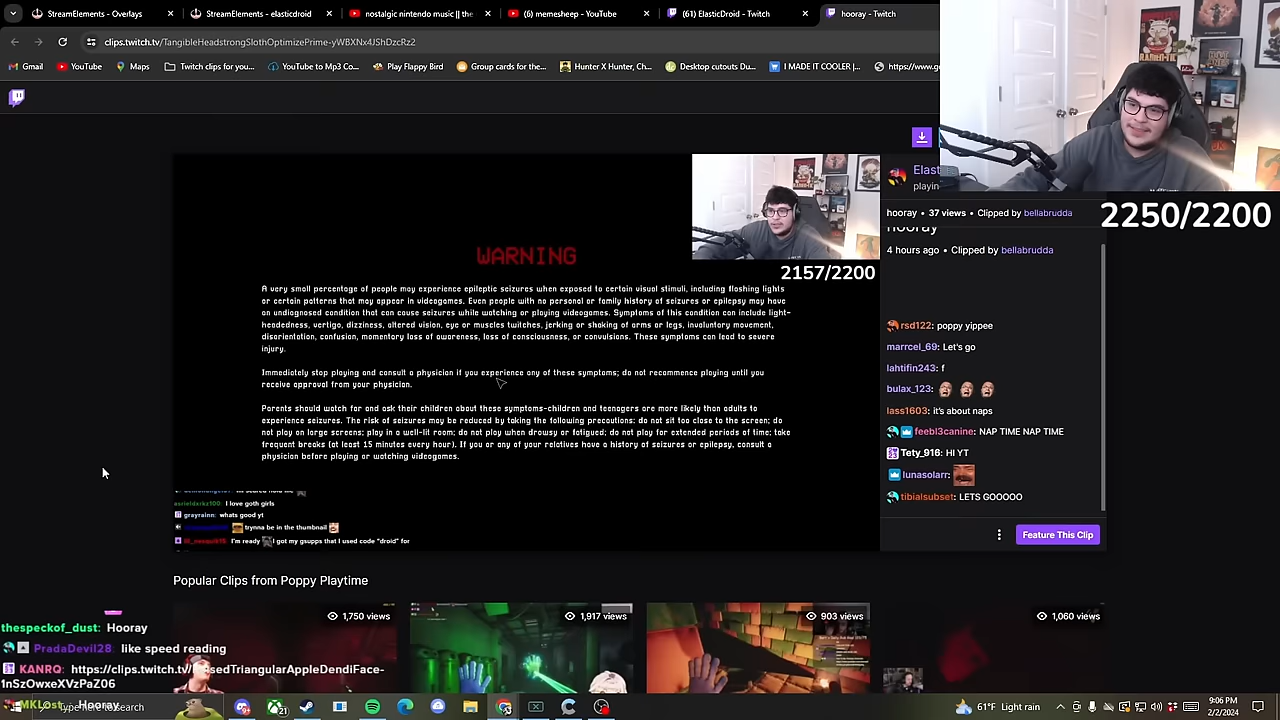 StreamElements - Overlays
StreamElements - elasticdroid
nostalgic nintendo music || the
(6) memesheep - YouTube
(61) ElasticDroid - Twitch
hooray - Twitch
clips.twitch.tv/TangibleHeadstrongSlothOptimizePrime-yW8XNx4JShDzcRz2
Gmail
YouTube
Maps
Twitch clips for you...
YouTube to Mp3 Co...
Play Flappy Bird on...
Group cards for the...
Hunter X Hunter, Ch...
Desktop cutouts Du...
I MADE IT COOLER |...
https://www.g
Elast
playin
hooray • 37 views • Clipped by bellabrudda
2250/2200
hooray
4 hours ago • Clipped by bellabrudda
2157/2200
WARNING
A very small percentage of people may experience epileptic seizures when exposed to certain visual stimuli, including flashing lights
or certain patterns that may appear in videogames. Even people with no personal or family history of seizures or epilepsy may have
an undiagnosed condition that can cause seizures while watching or playing videogames. Symptoms of this condition can include light-
headedness, vertigo, dizziness, altered vision, eye or muscles twitches, jerking or shaking of arms or legs, involuntary movement,
disorientation, confusion, momentary loss of awareness, loss of consciousness, or convulsions. These symptoms can lead to severe
injury.
Immediately stop playing and consult a physician if you experience any of these symptoms; do not recommence playing until you
receive approval from your physician.
Parents should watch for and ask their children about these symptoms-children and teenagers are more likely than adults to
experience seizures. The risk of seizures may be reduced by taking the following precautions: do not sit too close to the screen; do
not play on large screens; play in a well-lit room; do not play when drowsy or fatigued; do not play for extended periods of time; take
frequent breaks (at least 15 minutes every hour). If you or any of your relatives have a history of seizures or epilepsy, consult a
physician before playing or watching videogames.
rsd122: poppy yippee
marrcel_69: Let's go
lahtifin243: f
bulax_123:
lass1603: it's about naps
feebl3canine: NAP TIME NAP TIME
Tety_916: HI YT
lunasolarr:
tibialsubset: LETS GOOOOO
I love goth girls
grayrainn: whats good yt
trynna be in the thumbnail
I'm ready I got my gsupps that I used code "droid" for
Feature This Clip
Popular Clips from Poppy Playtime
1,750 views
1,917 views
903 views
1,060 views
thespeckof_dust: Hooray
PradaDevil28: like speed reading
KANRQ: https://clips.twitch.tv/
sedTriangularAppleDendiFace-
1nSzOwxeXVzPaZ06
MKLost: Hooray
Type here to search
61°F Light rain
9:06 PM
2/2/2024